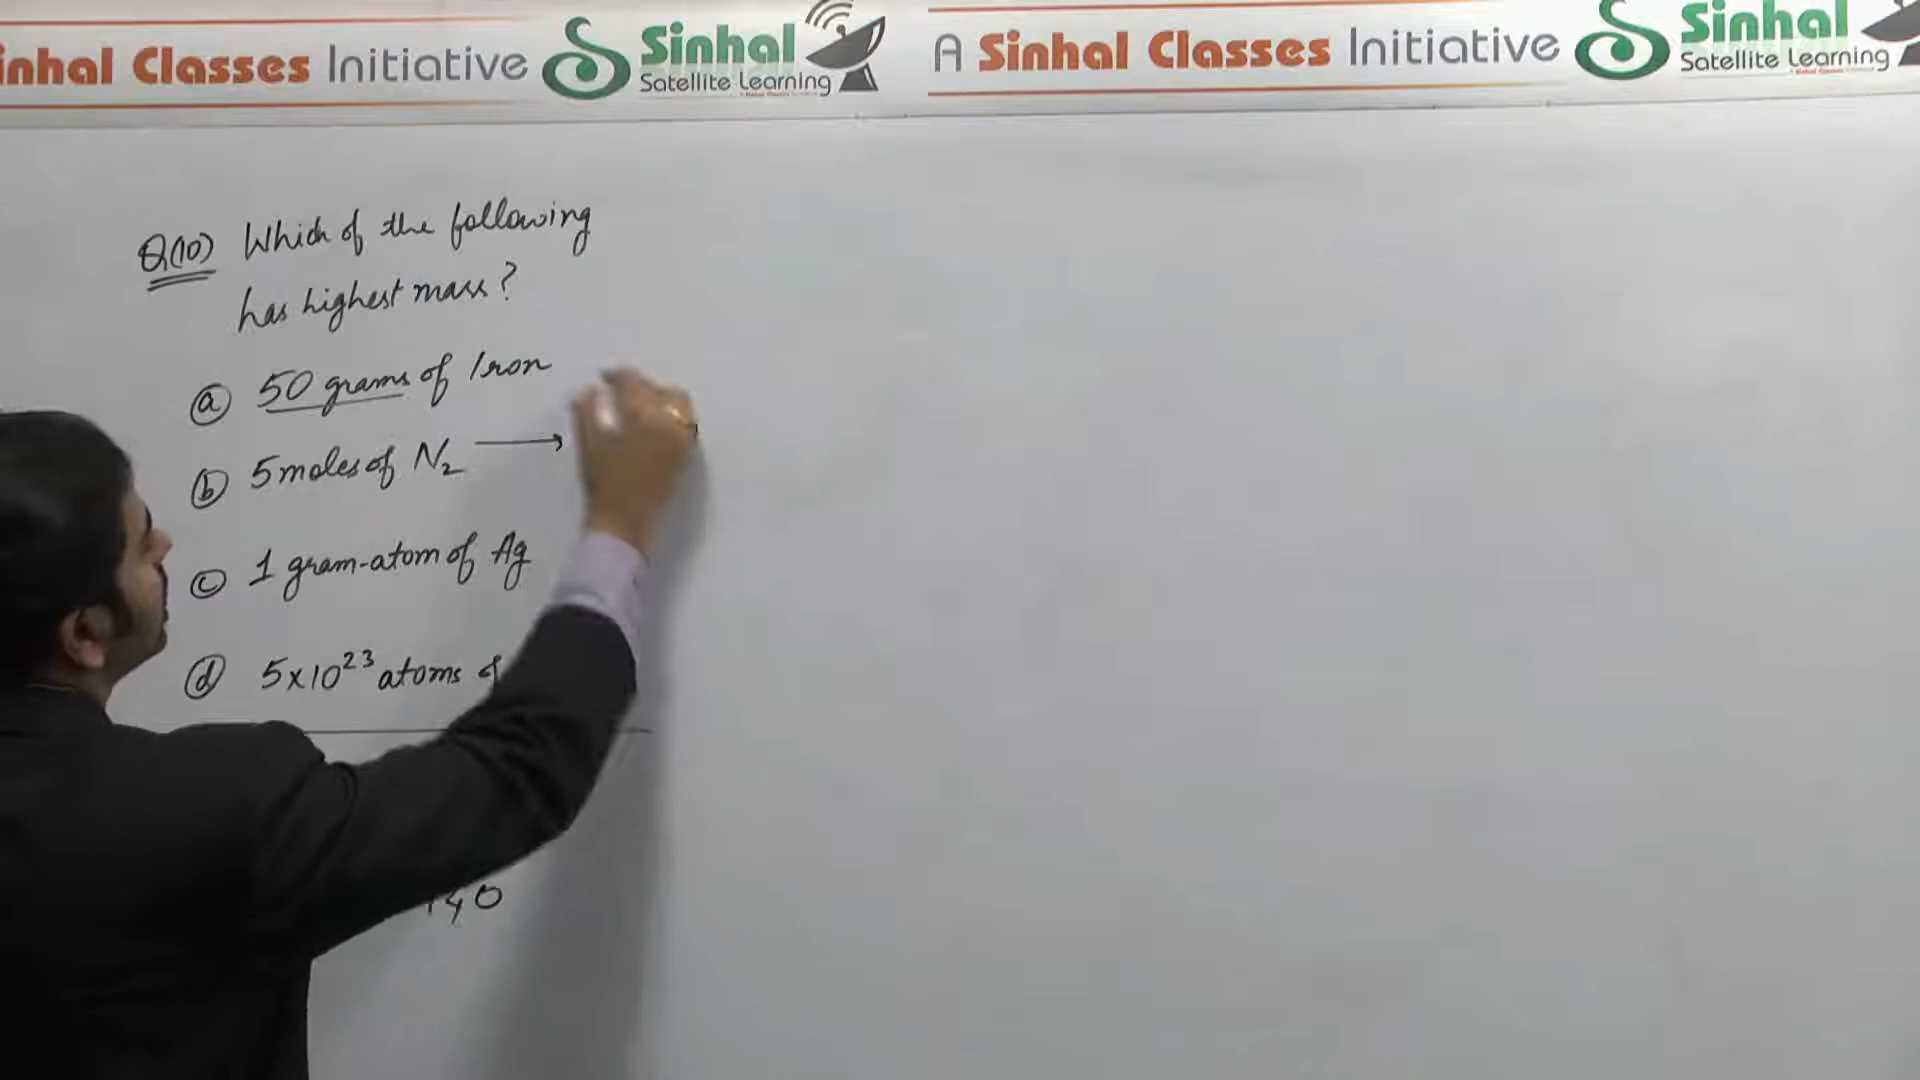 inhal Classes Initiative Sinhal Satellite Learning A Sinhal Classes Initiative Sinhal Satellite Learning
Q(10) Which of the following
has highest mass?
(a) 50 grams of Iron
(b) 5 moles of N₂ ⟶
(c) 1 gram-atom of Ag
(d) 5×10²³ atoms of
140